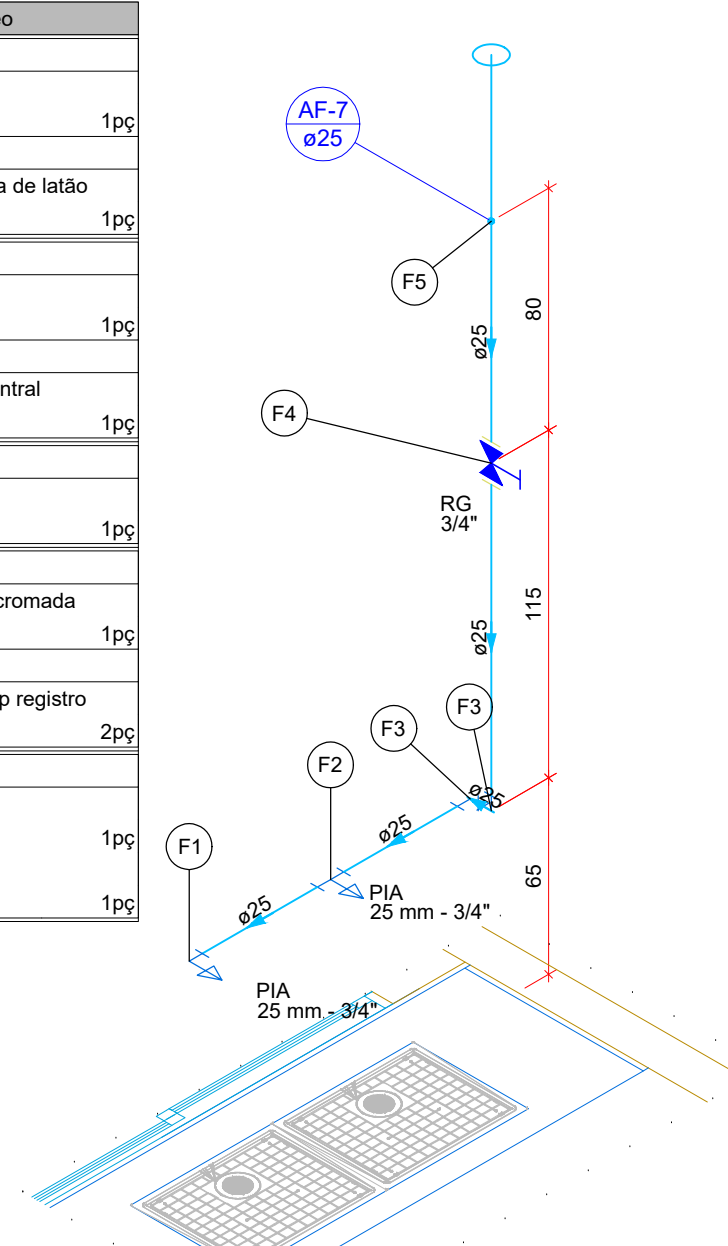 1pç
a de latão
1pç
1pç
ntral
1pç
1pç
cromada
1pç
p registro
2pç
1pç
1pç
AF-7
ø25
F5
80
ø25
F4
RG
3/4"
115
ø25
F3
F3
F2
ø25
ø25
F1
65
PIA
25 mm - 3/4"
ø25
PIA
25 mm - 3/4"